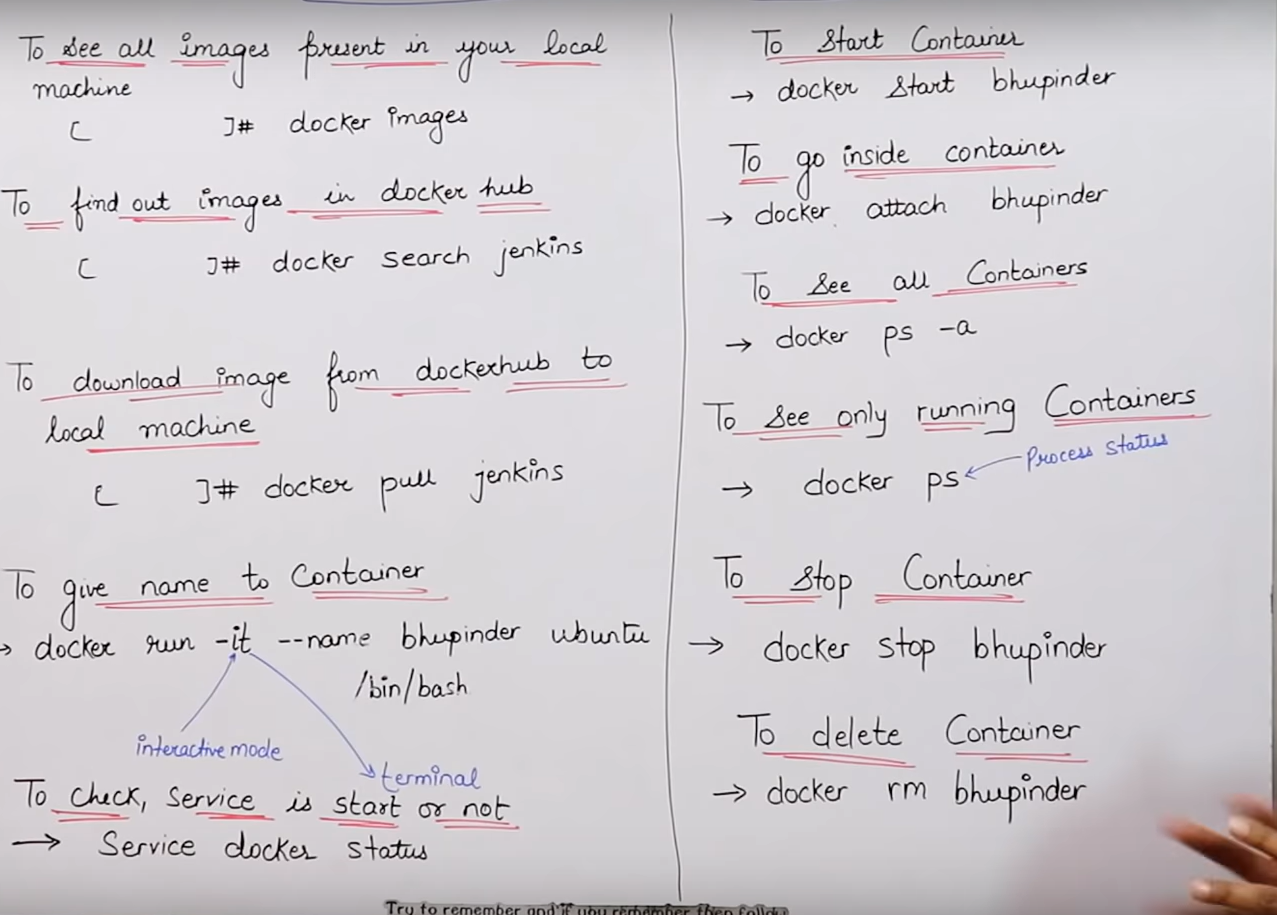 To see all images present in your local
machine
[ ]# docker images
To find out images in docker hub
[ ]# docker search jenkins
To download image from dockerhub to
local machine
[ ]# docker pull jenkins
To give name to Container
→ docker run -it --name bhupinder ubuntu
/bin/bash
interactive mode
terminal
To check, service is start or not
→ Service docker status
To Start Container
→ docker start bhupinder
To go inside container
→ docker attach bhupinder
To see all Containers
→ docker ps -a
To see only running Containers
→ docker ps
Process status
To stop Container
→ docker stop bhupinder
To delete Container
→ docker rm bhupinder
Try to remember and if you remember then follow